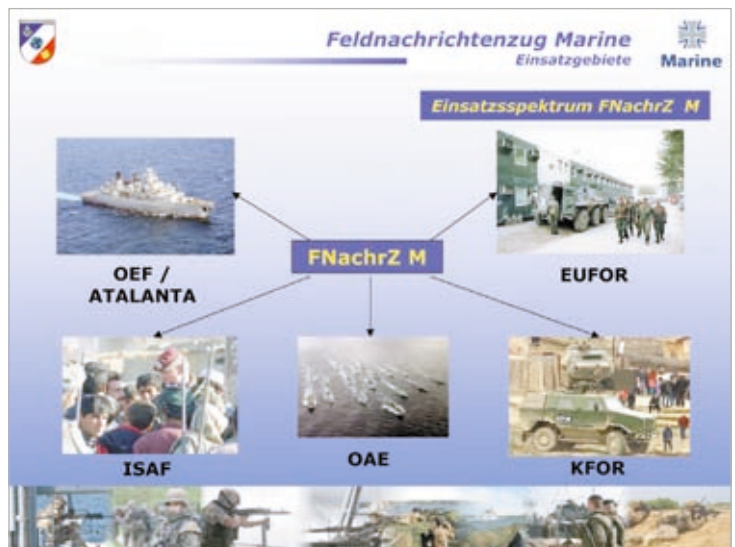 Feldnachrichtenzug Marine
Einsatzgebiete
Marine
Einsatzsspektrum FNachrZ M
FNachrZ M
OEF /
ATALANTA
EUFOR
ISAF
OAE
KFOR